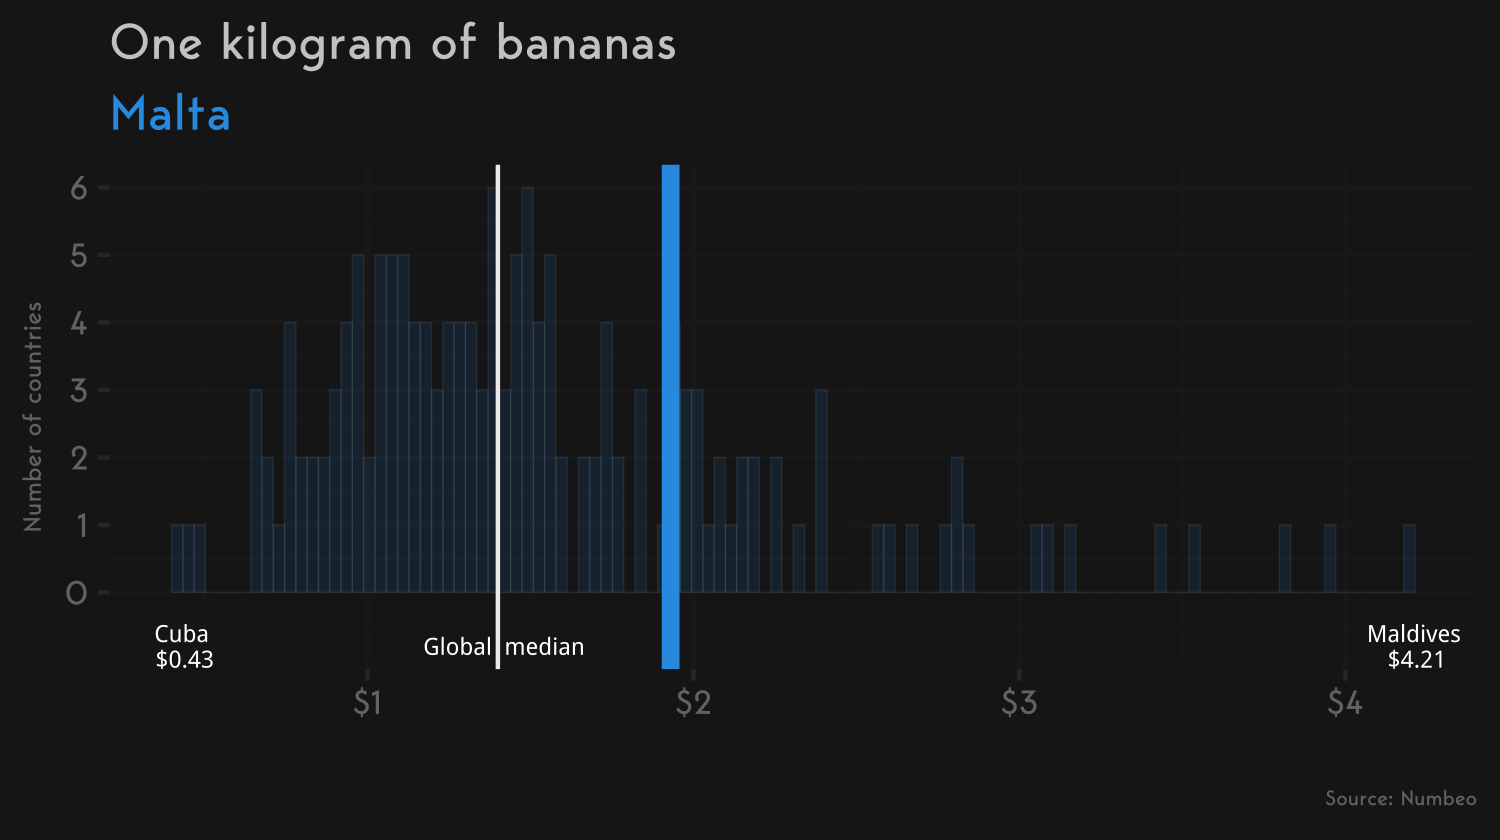 One kilogram of bananas
Malta
Number of countries
6
5
4
3
2
1
0
Cuba
$0.43
Global median
Maldives
$4.21
$1 $2 $3 $4
Source: Numbeo